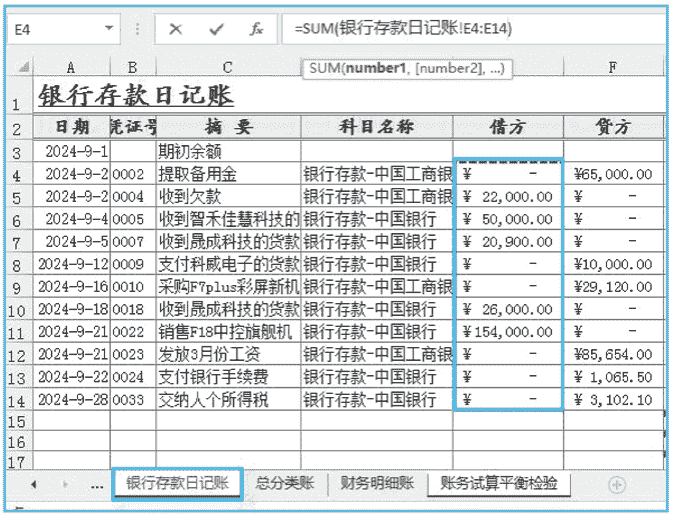 E4 =SUM(银行存款日记账!E4:E14)
SUM(number1, [number2], ...)
A B C D E F
1 银行存款日记账
2 日期 凭证号 摘 要 科目名称 借方 贷方
3 2024-9-1 期初余额
4 2024-9-2 0002 提取备用金 银行存款-中国工商银 ¥ - ¥65,000.00
5 2024-9-2 0004 收到欠款 银行存款-中国工商银 ¥ 22,000.00 ¥ -
6 2024-9-4 0005 收到智禾佳慧科技的 银行存款-中国银行 ¥ 50,000.00 ¥ -
7 2024-9-5 0007 收到晟成科技的货款 银行存款-中国银行 ¥ 20,900.00 ¥ -
8 2024-9-12 0009 支付科威电子的货款 银行存款-中国银行 ¥ - ¥10,000.00
9 2024-9-16 0010 采购F7plus彩屏新机 银行存款-中国工商银 ¥ - ¥29,120.00
10 2024-9-18 0018 收到晟成科技的货款 银行存款-中国银行 ¥ 26,000.00 ¥ -
11 2024-9-21 0022 销售F18中控旗舰机 银行存款-中国银行 ¥154,000.00 ¥ -
12 2024-9-21 0023 发放3月份工资 银行存款-中国工商银 ¥ - ¥85,654.00
13 2024-9-22 0024 支付银行手续费 银行存款-中国银行 ¥ - ¥ 1,065.50
14 2024-9-28 0033 交纳人个所得税 银行存款-中国银行 ¥ - ¥ 3,102.10
15
16
17
... 银行存款日记账 总分类账 财务明细账 账务试算平衡检验